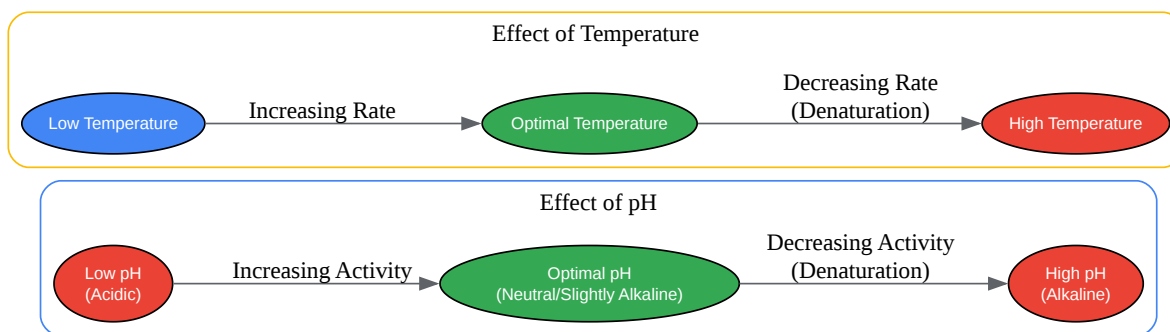 Effect of Temperature
Low Temperature
Increasing Rate
Optimal Temperature
Decreasing Rate
(Denaturation)
High Temperature
Effect of pH
Low pH
(Acidic)
Increasing Activity
Optimal pH
(Neutral/Slightly Alkaline)
Decreasing Activity
(Denaturation)
High pH
(Alkaline)